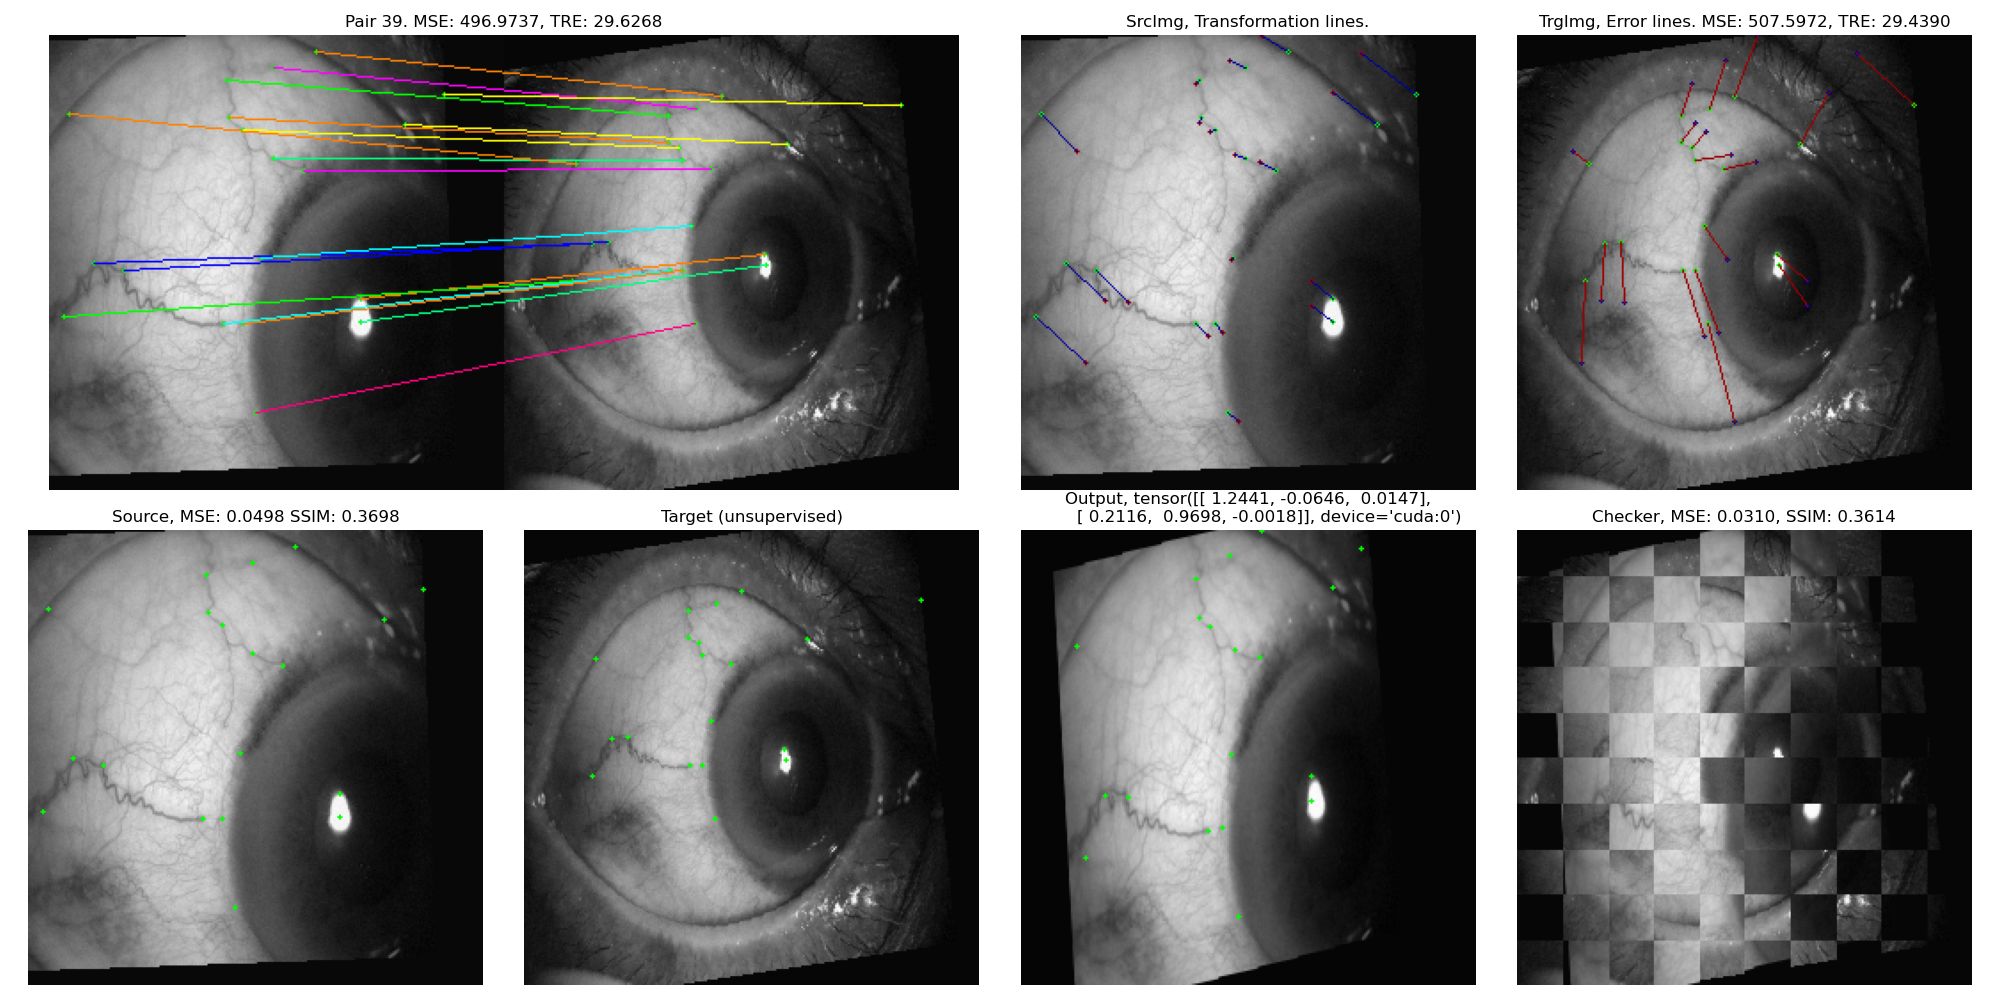 Pair 39. MSE: 496.9737, TRE: 29.6268
SrcImg, Transformation lines.
TrgImg, Error lines. MSE: 507.5972, TRE: 29.4390
Source, MSE: 0.0498 SSIM: 0.3698
Target (unsupervised)
Output, tensor([[ 1.2441, -0.0646,  0.0147],
[ 0.2116,  0.9698, -0.0018]], device='cuda:0')
Checker, MSE: 0.0310, SSIM: 0.3614